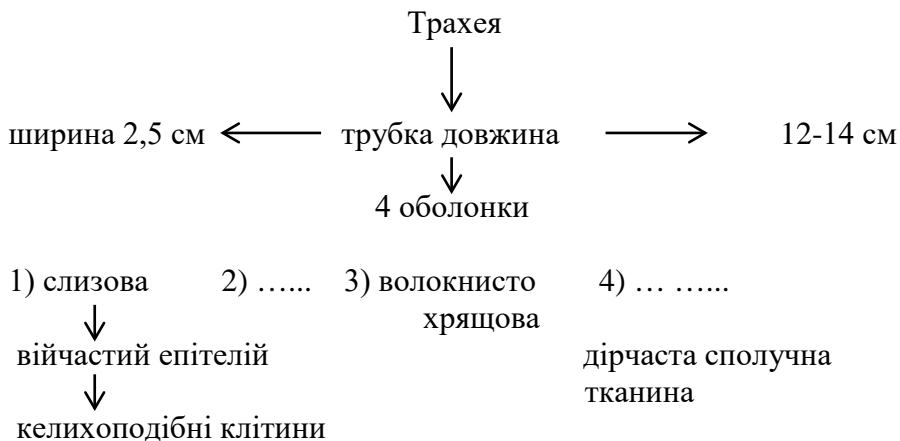 Трахея
ширина 2,5 см трубка довжина 12-14 см
4 оболонки
1) слизова 2) …... 3) волокнисто 4) … …...
хрящова
війчастий епітелій дірчаста сполучна
тканина
келихоподібні клітини